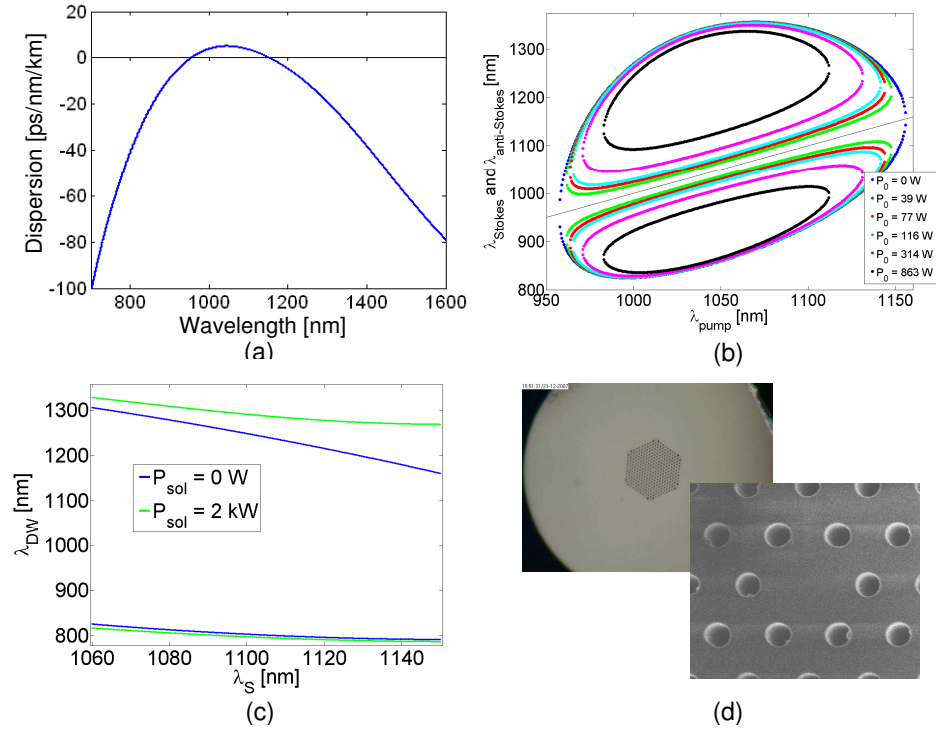 20
0
-20
-40
-60
-80
-100
Dispersion [ps/nm/km]
800 1000 1200 1400 1600
Wavelength [nm]
(a)
1300
1200
1100
1000
900
800
λStokes and λanti-Stokes [nm]
P0 = 0 W
P0 = 39 W
P0 = 77 W
P0 = 116 W
P0 = 314 W
P0 = 863 W
950 1000 1050 1100 1150
λpump [nm]
(b)
1300
1200
1100
1000
900
800
λDW [nm]
Psol = 0 W
Psol = 2 kW
1060 1080 1100 1120 1140
λS [nm]
(c)
(d)